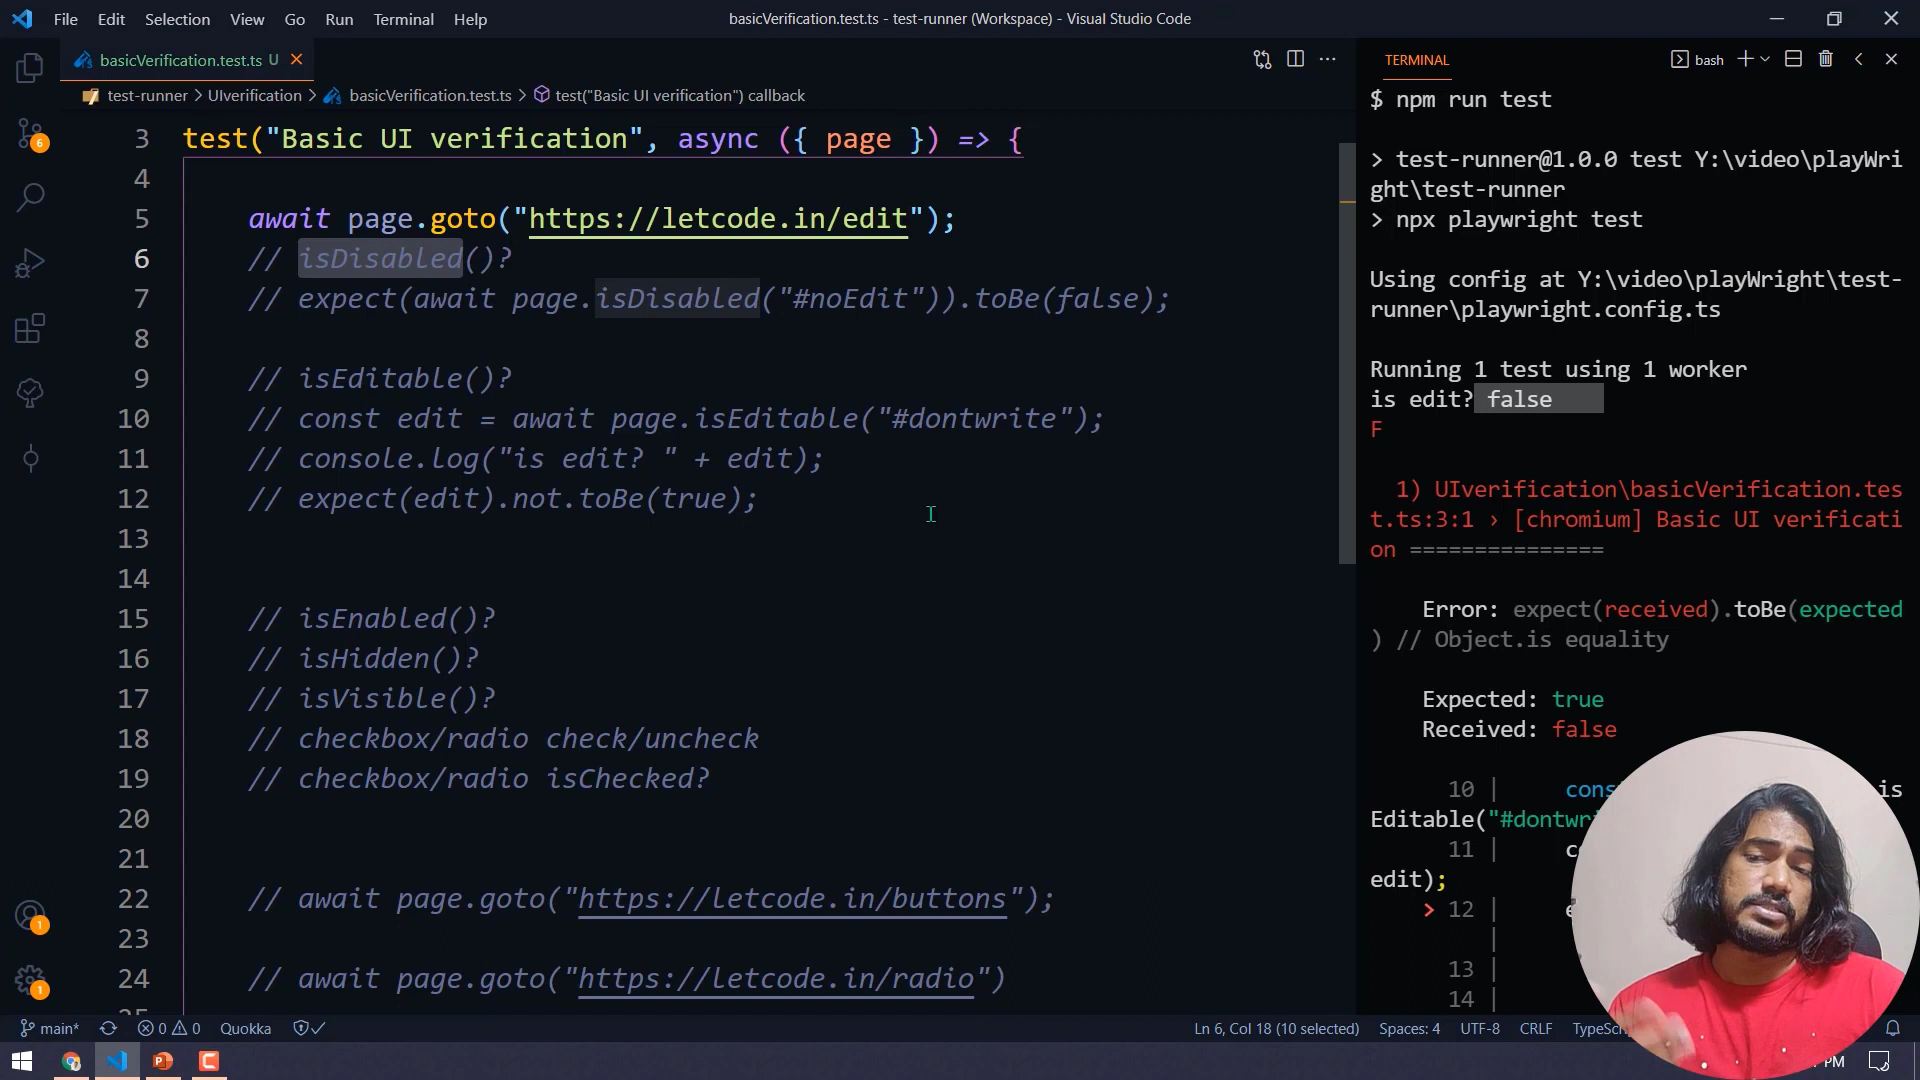 File Edit Selection View Go Run Terminal Help
basicVerification.test.ts - test-runner (Workspace) - Visual Studio Code
basicVerification.test.ts U
test-runner > UIverification > basicVerification.test.ts > test("Basic UI verification") callback
3 test("Basic UI verification", async ({ page }) => {
4
5 await page.goto("https://letcode.in/edit");
6 // isDisabled()?
7 // expect(await page.isDisabled("#noEdit")).toBe(false);
8
9 // isEditable()?
10 // const edit = await page.isEditable("#dontwrite");
11 // console.log("is edit? " + edit);
12 // expect(edit).not.toBe(true);
13
14
15 // isEnabled()?
16 // isHidden()?
17 // isVisible()?
18 // checkbox/radio check/uncheck
19 // checkbox/radio isChecked?
20
21
22 // await page.goto("https://letcode.in/buttons");
23
24 // await page.goto("https://letcode.in/radio")
TERMINAL
bash
$ npm run test
> test-runner@1.0.0 test Y:\video\playWri
ght\test-runner
> npx playwright test
Using config at Y:\video\playWright\test-
runner\playwright.config.ts
Running 1 test using 1 worker
is edit? false
F
1) UIverification\basicVerification.tes
t.ts:3:1 › [chromium] Basic UI verificati
on ===============
Error: expect(received).toBe(expected
) // Object.is equality
Expected: true
Received: false
10 | cons is
Editable("#dontwri
11 | c
edit);
> 12 | e
|
13 |
14 |
6
1
1
main* 0 0 Quokka
Ln 6, Col 18 (10 selected) Spaces: 4 UTF-8 CRLF TypeScri
PM